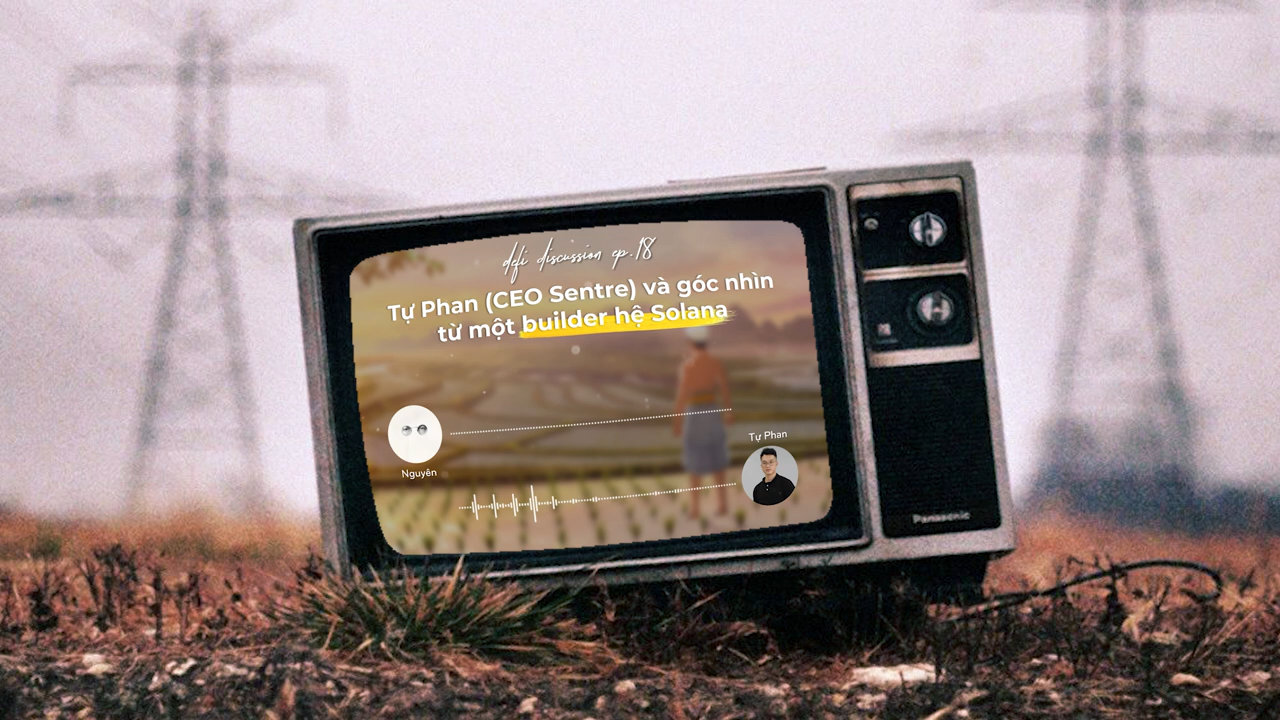 defi discussion ep.18
Tự Phan (CEO Sentre) và góc nhìn
từ một builder hệ Solana
Nguyên
Tự Phan
Panasonic